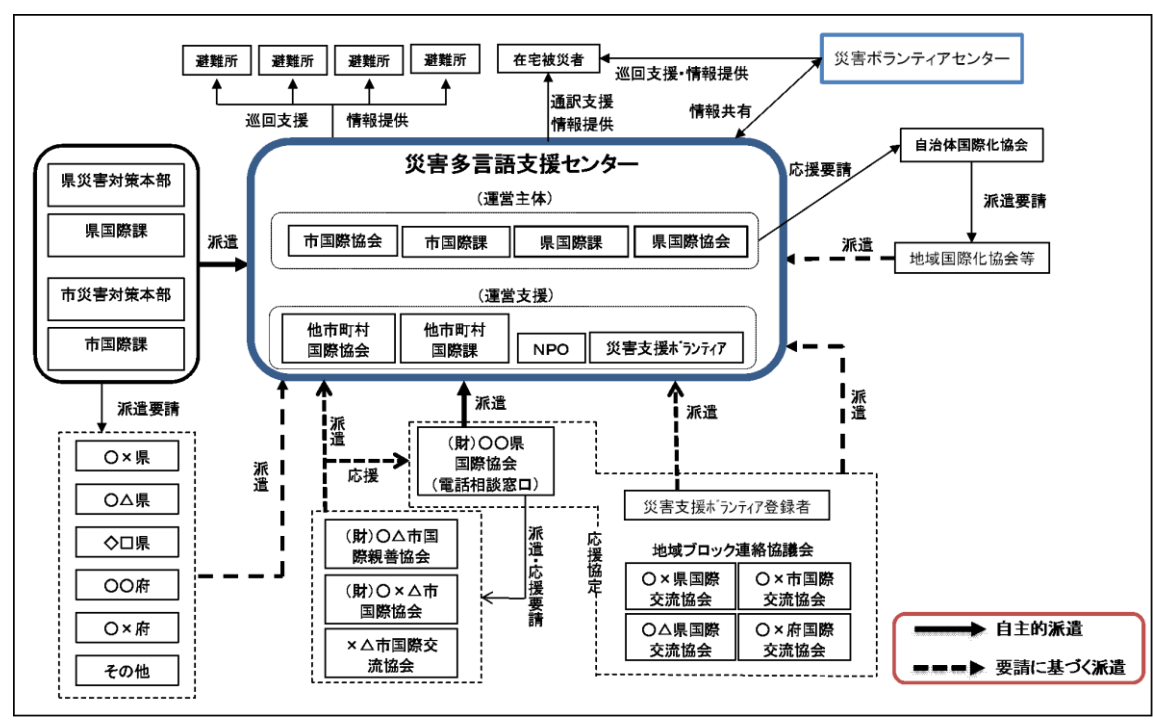 避難所
避難所
避難所
避難所
在宅被災者
災害ボランティアセンター
巡回支援・情報提供
巡回支援
情報提供
通訳支援
情報提供
情報共有
災害多言語支援センター
(運営主体)
市国際協会
市国際課
県国際課
県国際協会
(運営支援)
他市町村
国際協会
他市町村
国際課
NPO
災害支援ボランティア
県災害対策本部
県国際課
市災害対策本部
市国際課
派遣
応援要請
自治体国際化協会
派遣要請
派遣
地域国際化協会等
派遣要請
○×県
○△県
◇□県
○○府
○×府
その他
派遣
派遣
応援
派遣
(財)○○県
国際協会
(電話相談窓口)
派遣・応援要請
(財)○△市国
際親善協会
(財)○×△市
国際協会
×△市国際交
流協会
応援協定
派遣
派遣
災害支援ボランティア登録者
地域ブロック連絡協議会
○×県国際
交流協会
○×市国際
交流協会
○△県国際
交流協会
○×府国際
交流協会
自主的派遣
要請に基づく派遣